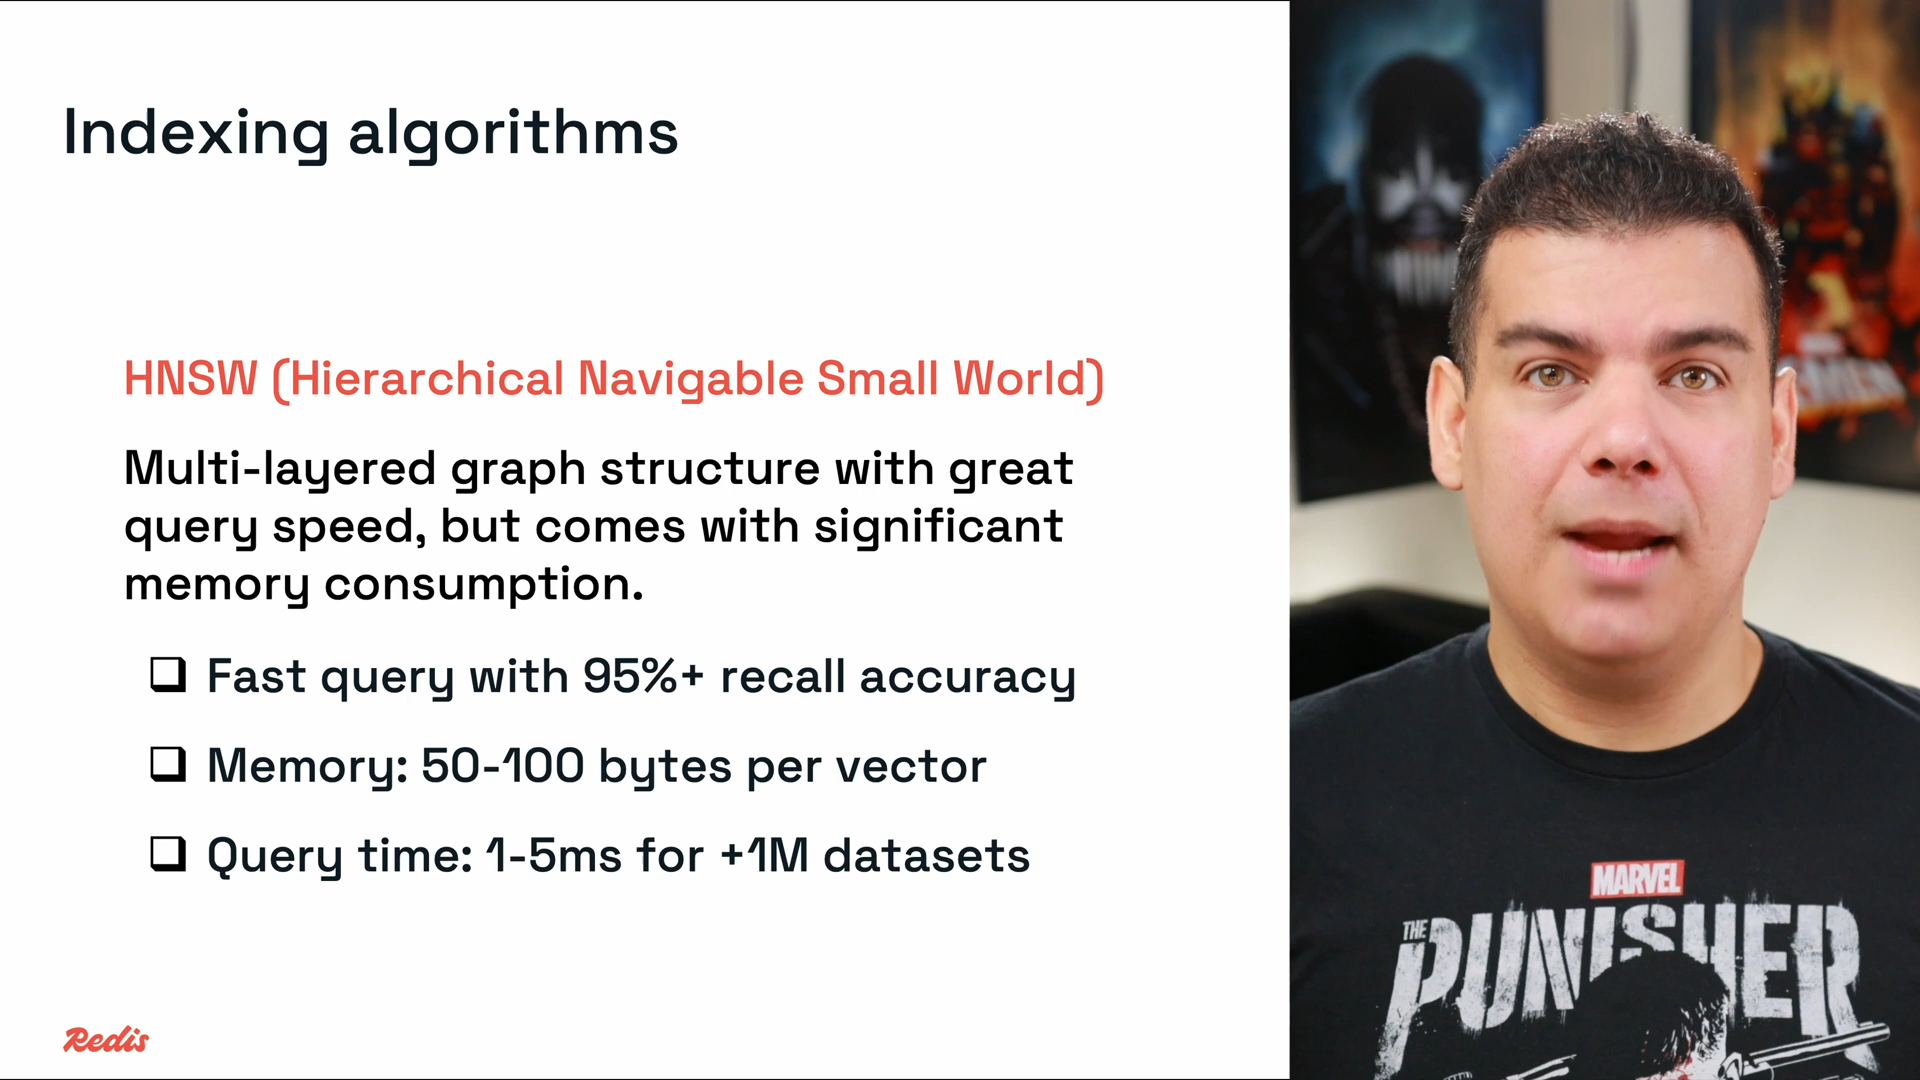 Indexing algorithms
HNSW (Hierarchical Navigable Small World)
Multi-layered graph structure with great
query speed, but comes with significant
memory consumption.
Fast query with 95%+ recall accuracy
Memory: 50-100 bytes per vector
Query time: 1-5ms for +1M datasets
Redis
MARVEL
THE
PUNISHER